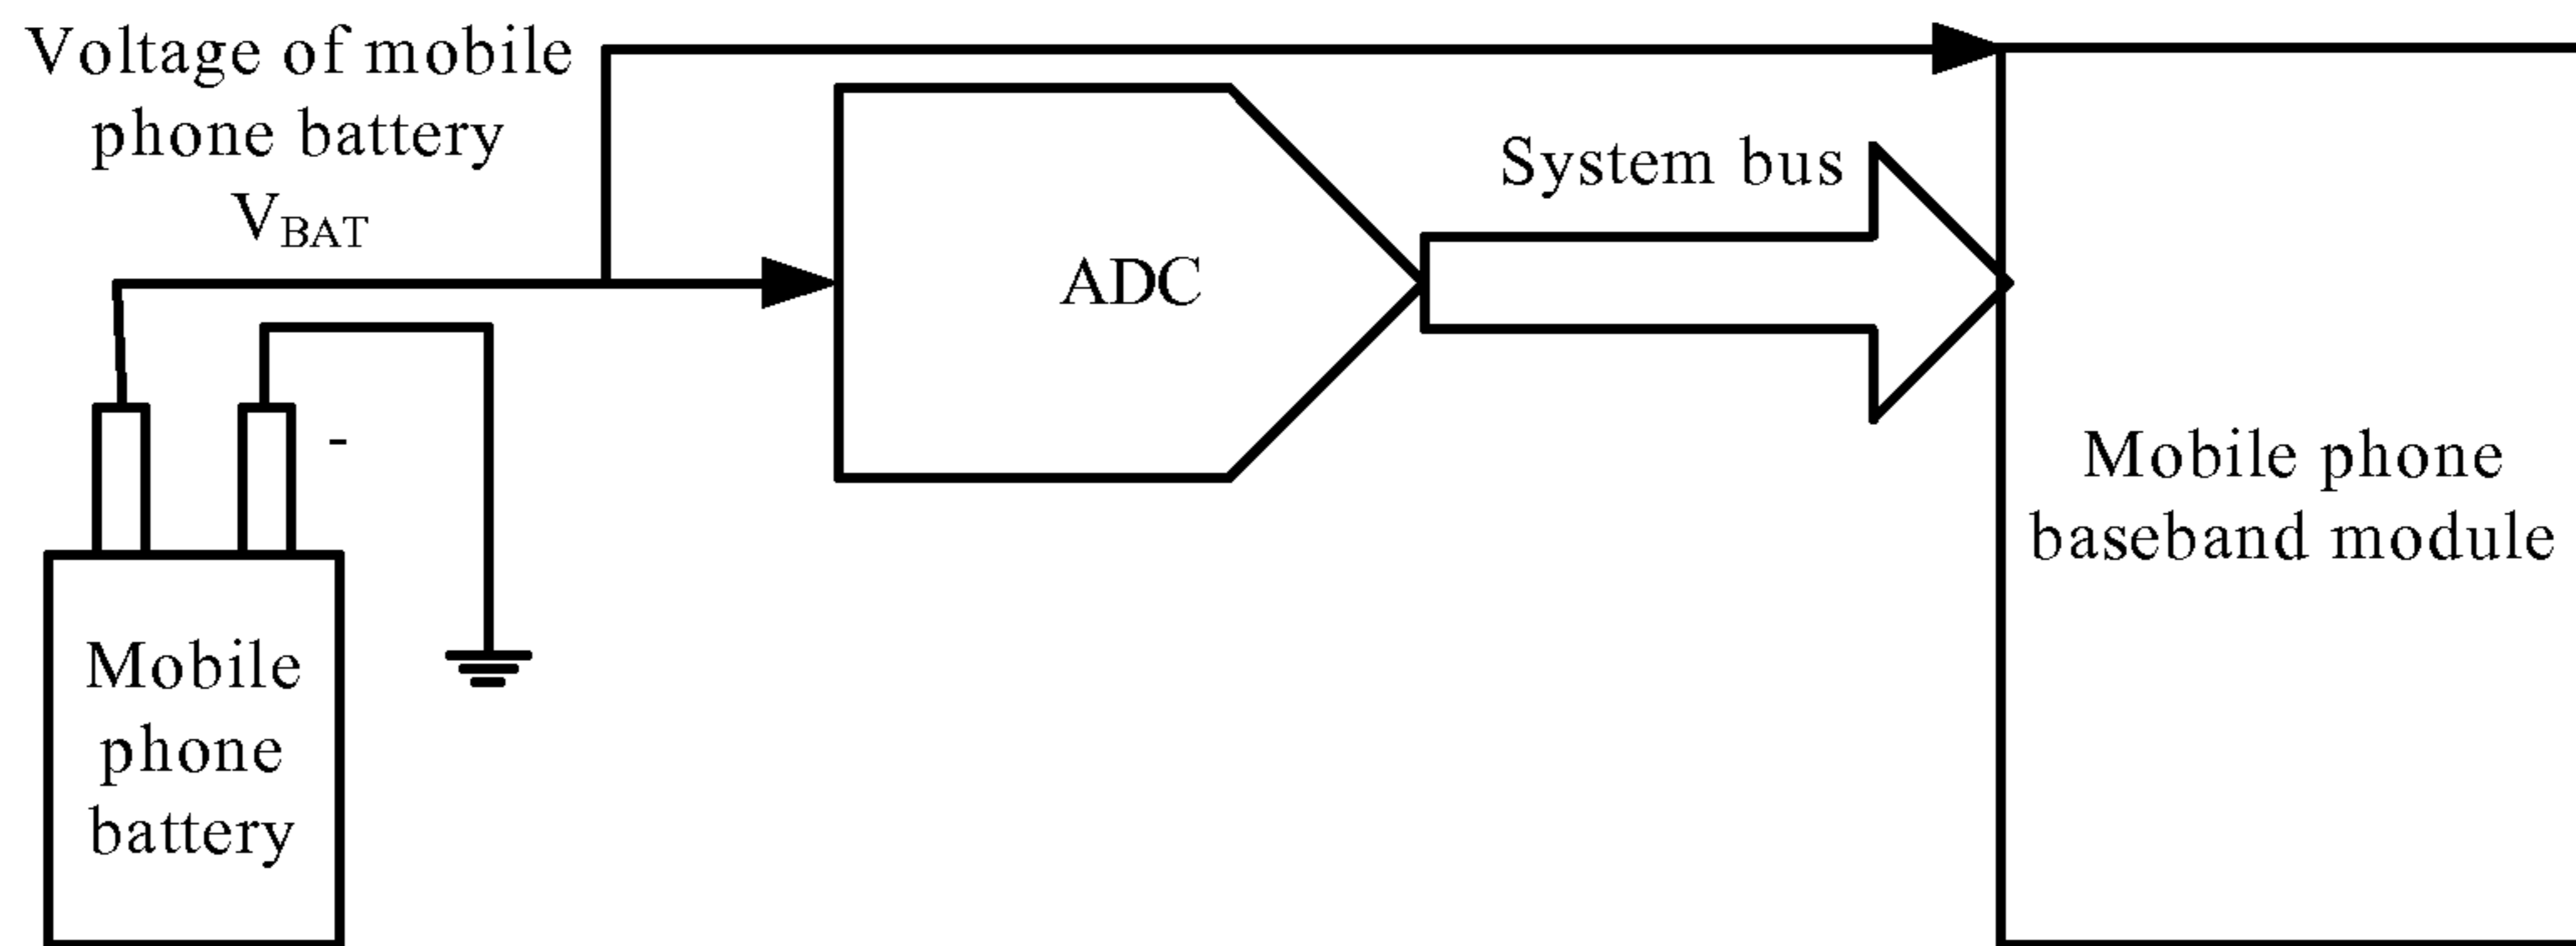 Voltage of mobile
phone battery
VBAT
System bus
ADC
-
Mobile phone
baseband module
Mobile
phone
battery